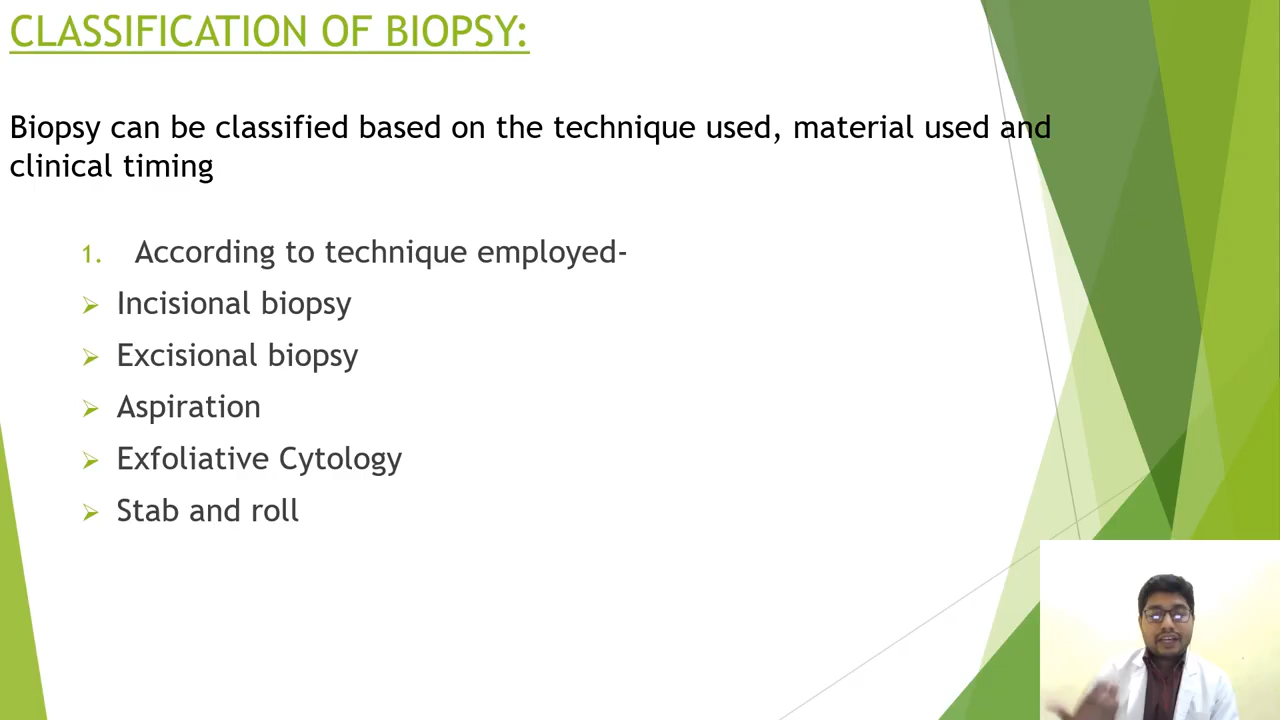 CLASSIFICATION OF BIOPSY:
Biopsy can be classified based on the technique used, material used and
clinical timing
1. According to technique employed-
Incisional biopsy
Excisional biopsy
Aspiration
Exfoliative Cytology
Stab and roll